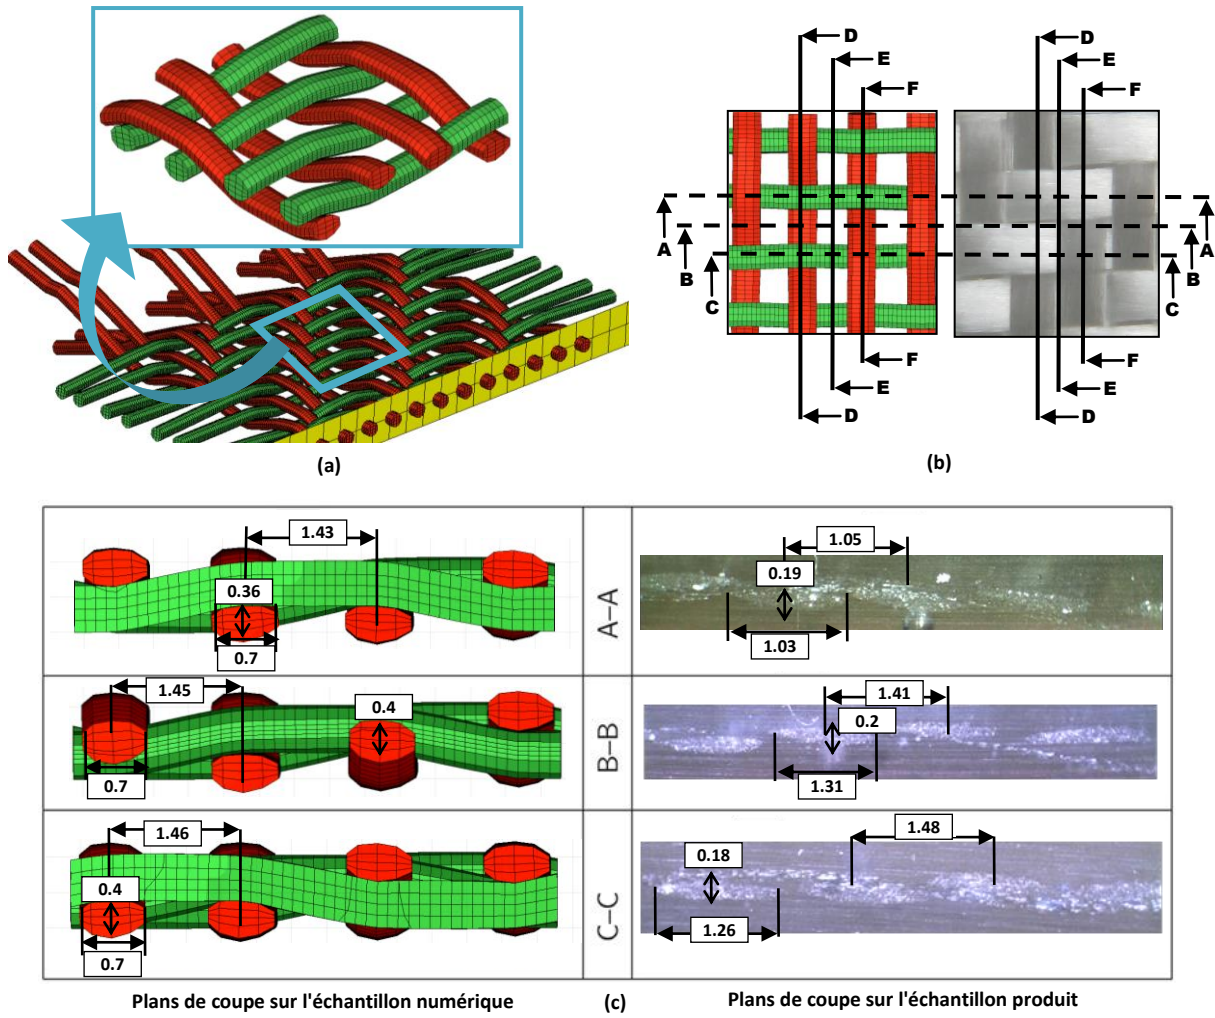 D
D
E
E
F
F
A
A
B
B
C
C
F
F
E
E
D
D
(a)
(b)
1.43
0.36
0.7
A–A
1.05
0.19
1.03
1.45
0.4
0.7
B–B
1.41
0.2
1.31
1.46
0.4
0.7
C–C
1.48
0.18
1.26
Plans de coupe sur l'échantillon numérique
(c)
Plans de coupe sur l'échantillon produit